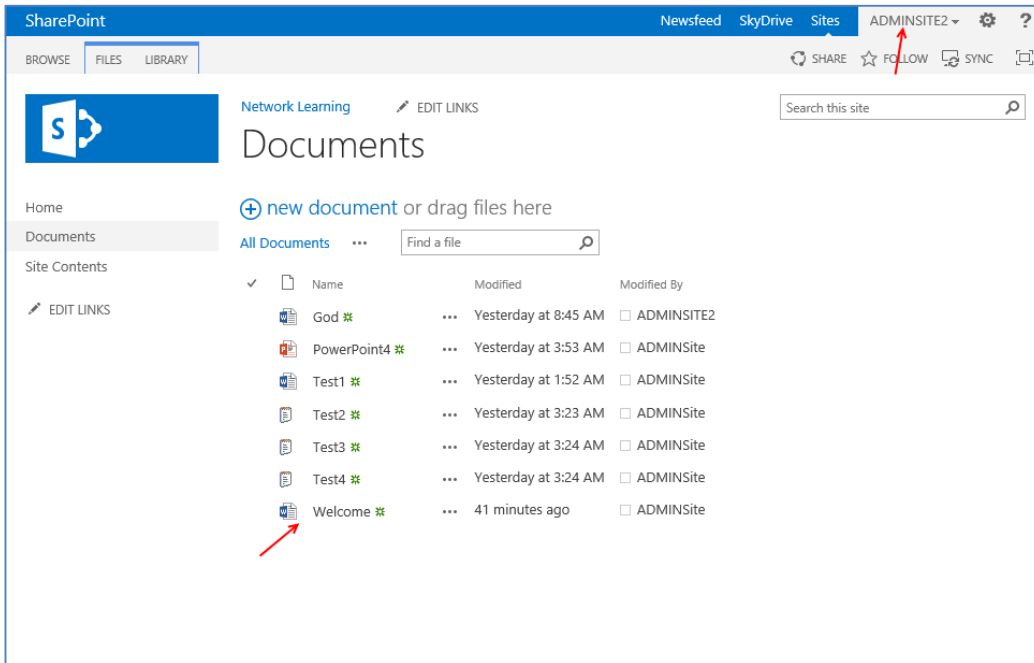 SharePoint Newsfeed SkyDrive Sites ADMINSITE2 ?
BROWSE FILES LIBRARY SHARE FOLLOW SYNC
S
Network Learning EDIT LINKS Search this site
Documents
Home
Documents
Site Contents
EDIT LINKS
new document or drag files here
All Documents ... Find a file
Name Modified Modified By
God ... Yesterday at 8:45 AM ADMINSITE2
PowerPoint4 ... Yesterday at 3:53 AM ADMINSite
Test1 ... Yesterday at 1:52 AM ADMINSite
Test2 ... Yesterday at 3:23 AM ADMINSite
Test3 ... Yesterday at 3:24 AM ADMINSite
Test4 ... Yesterday at 3:24 AM ADMINSite
Welcome ... 41 minutes ago ADMINSite